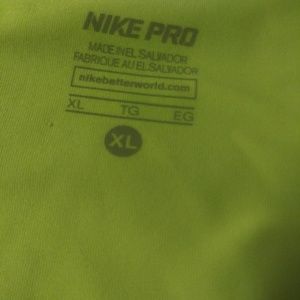 NIKE PRO
MADE IN EL SALVADOR
FABRIQUE AU EL SALVADOR
nikebetterworld.com
XL TG EG
XL